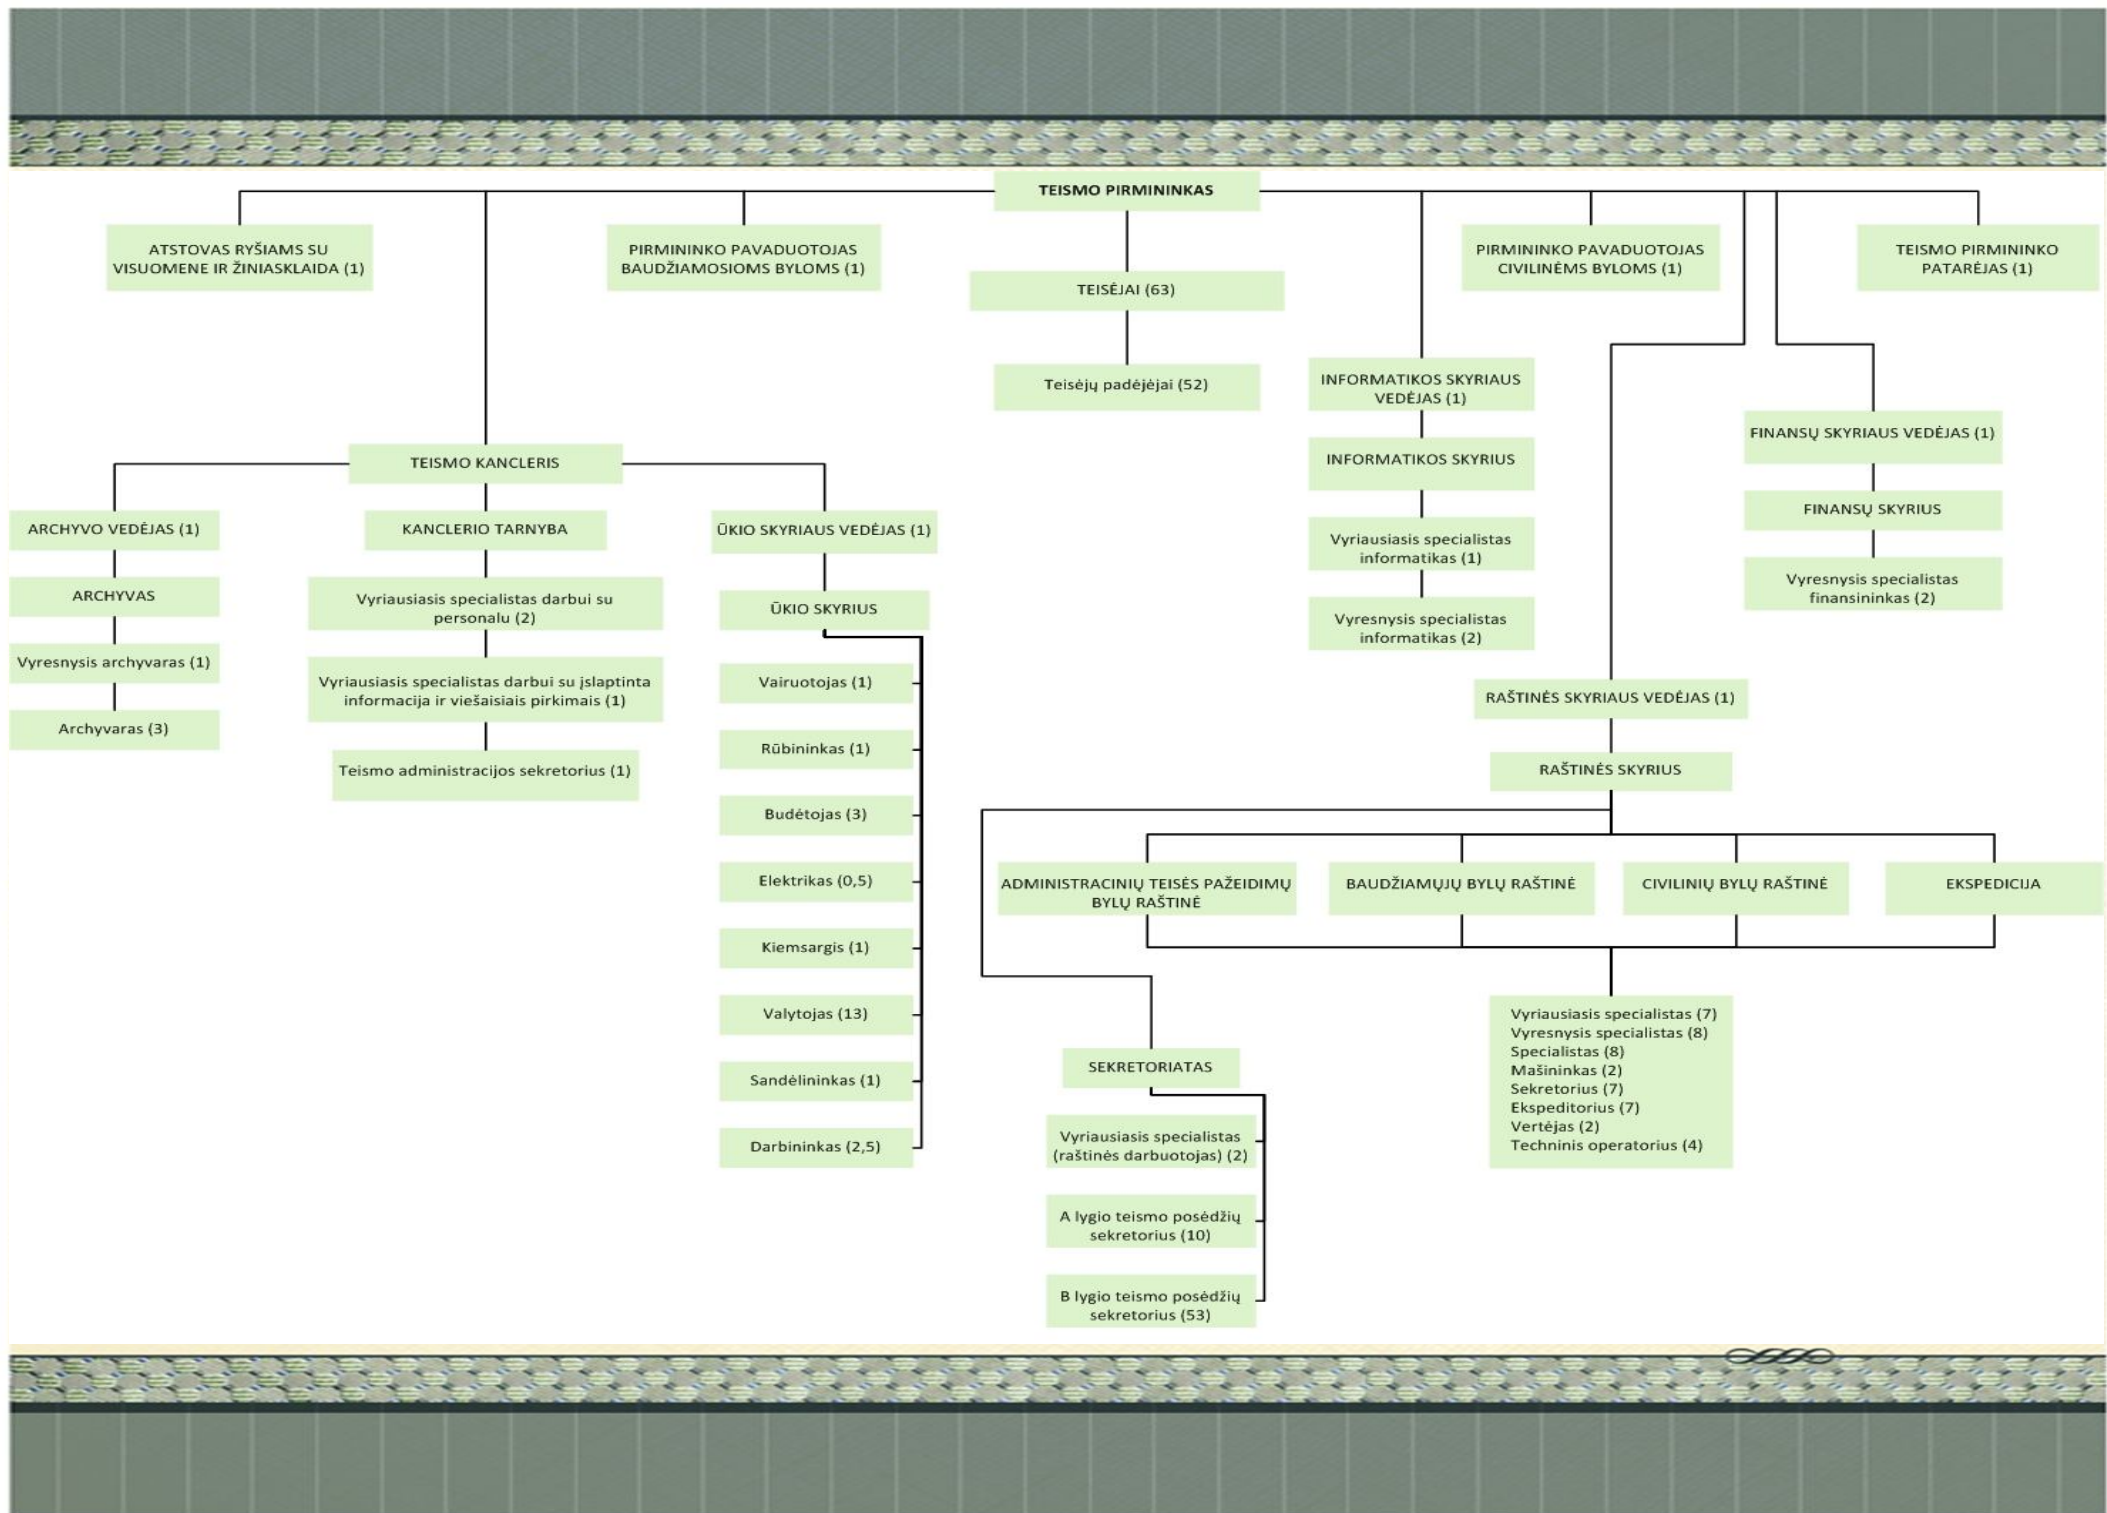 TEISMO PIRMININKAS
ATSTOVAS RYŠIAMS SU
VISUOMENE IR ŽINIASKLAIDA (1)
PIRMININKO PAVADUOTOJAS
BAUDŽIAMOSIOMS BYLOMS (1)
TEISĖJAI (63)
Teisėjų padėjėjai (52)
PIRMININKO PAVADUOTOJAS
CIVILINĖMS BYLOMS (1)
TEISMO PIRMININKO
PATARĖJAS (1)
INFORMATIKOS SKYRIAUS
VEDĖJAS (1)
INFORMATIKOS SKYRIUS
Vyriausiasis specialistas
informatikas (1)
Vyresnysis specialistas
informatikas (2)
FINANSŲ SKYRIAUS VEDĖJAS (1)
FINANSŲ SKYRIUS
Vyresnysis specialistas
finansininkas (2)
TEISMO KANCLERIS
ARCHYVO VEDĖJAS (1)
ARCHYVAS
Vyresnysis archyvaras (1)
Archyvaras (3)
KANCLERIO TARNYBA
Vyriausiasis specialistas darbui su
personalu (2)
Vyriausiasis specialistas darbui su įslaptinta
informacija ir viešaisiais pirkimais (1)
Teismo administracijos sekretorius (1)
ŪKIO SKYRIAUS VEDĖJAS (1)
ŪKIO SKYRIUS
Vairuotojas (1)
Rūbininkas (1)
Budėtojas (3)
Elektrikas (0,5)
Kiemsargis (1)
Valytojas (13)
Sandėlininkas (1)
Darbininkas (2,5)
RAŠTINĖS SKYRIAUS VEDĖJAS (1)
RAŠTINĖS SKYRIUS
ADMINISTRACINIŲ TEISĖS PAŽEIDIMŲ
BYLŲ RAŠTINĖ
BAUDŽIAMŲJŲ BYLŲ RAŠTINĖ
CIVILINIŲ BYLŲ RAŠTINĖ
EKSPEDICIJA
Vyriausiasis specialistas (7)
Vyresnysis specialistas (8)
Specialistas (8)
Mašininkas (2)
Sekretorius (7)
Ekspeditorius (7)
Vertėjas (2)
Techninis operatorius (4)
SEKRETORIATAS
Vyriausiasis specialistas
(raštinės darbuotojas) (2)
A lygio teismo posėdžių
sekretorius (10)
B lygio teismo posėdžių
sekretorius (53)